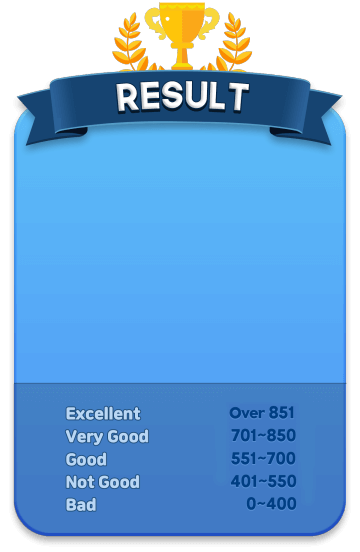 RESULT
Excellent Over 851
Very Good 701~850
Good 551~700
Not Good 401~550
Bad 0~400